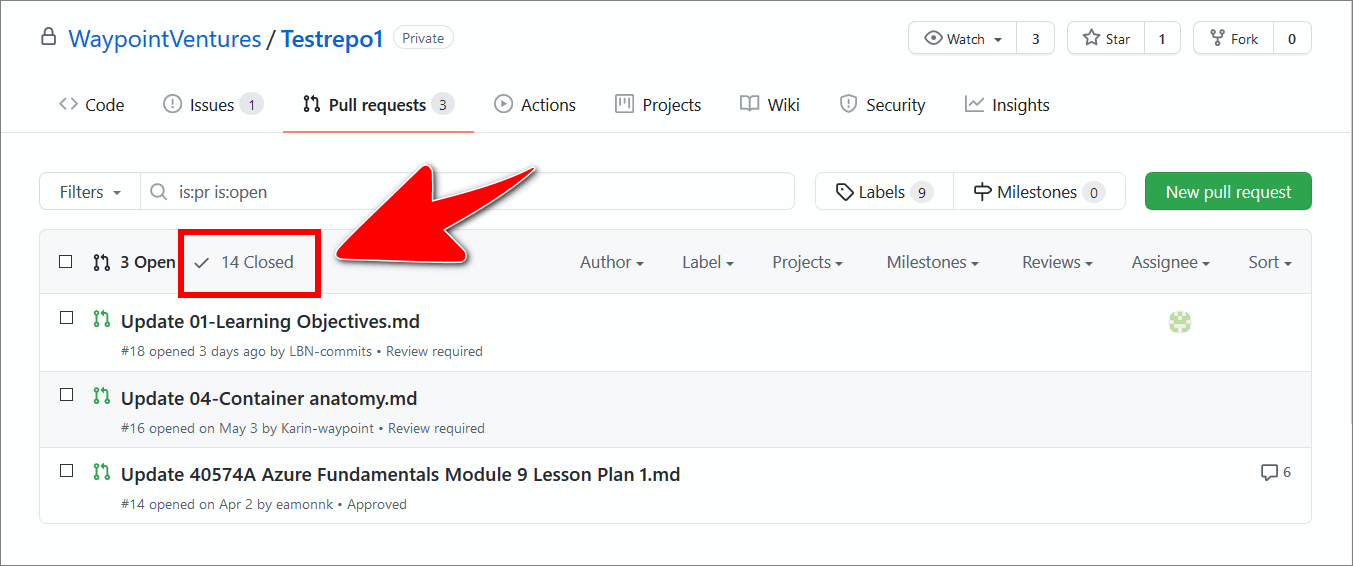 WaypointVentures / Testrepo1 Private Watch 3 Star 1 Fork 0
Code Issues 1 Pull requests 3 Actions Projects Wiki Security Insights
Filters is:pr is:open Labels 9 Milestones 0 New pull request
3 Open 14 Closed Author Label Projects Milestones Reviews Assignee Sort
Update 01-Learning Objectives.md
#18 opened 3 days ago by LBN-commits • Review required
Update 04-Container anatomy.md
#16 opened on May 3 by Karin-waypoint • Review required
Update 40574A Azure Fundamentals Module 9 Lesson Plan 1.md 6
#14 opened on Apr 2 by eamonnk • Approved